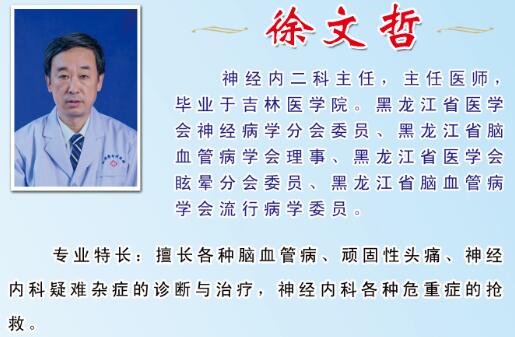 徐文哲
神经内二科主任，主任医师，
毕业于吉林医学院。黑龙江省医学
会神经病学分会委员、黑龙江省脑
血管病学会理事、黑龙江省医学会
眩晕分会委员、黑龙江省脑血管病
学会流行病学委员。
专业特长：擅长各种脑血管病、顽固性头痛、神经
内科疑难杂症的诊断与治疗，神经内科各种危重症的抢
救。